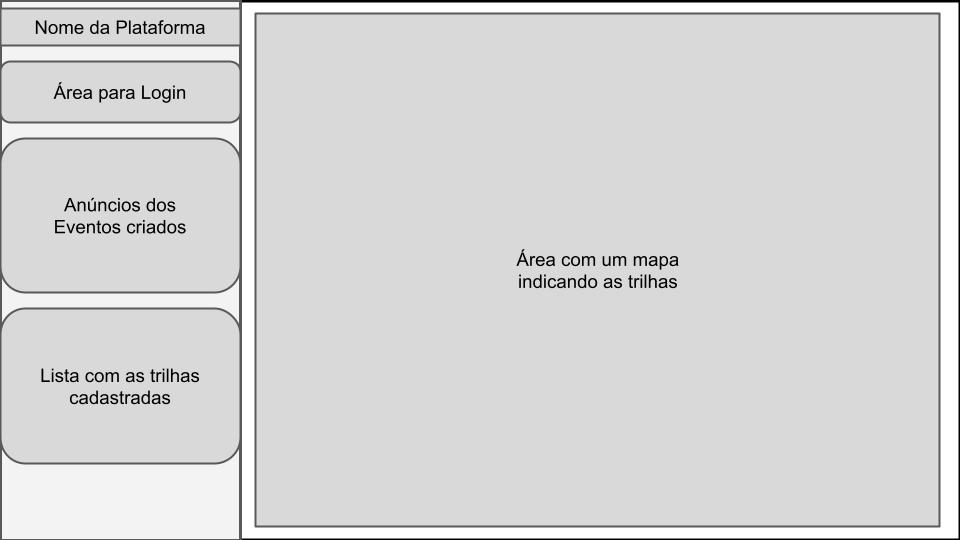 Nome da Plataforma
Área para Login
Anúncios dos
Eventos criados
Lista com as trilhas
cadastradas
Área com um mapa
indicando as trilhas